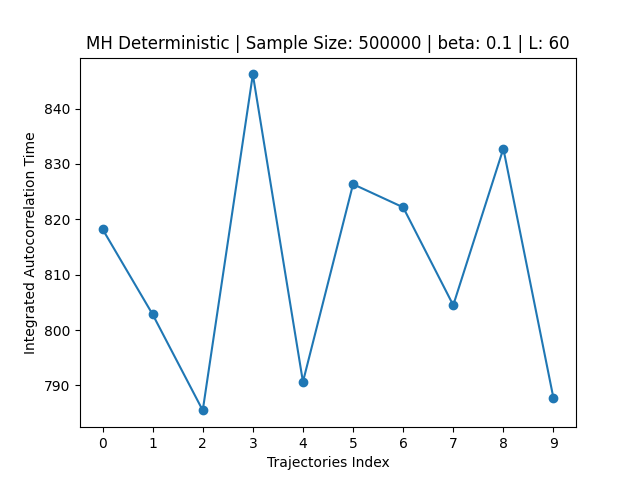 MH Deterministic | Sample Size: 500000 | beta: 0.1 | L: 60
Integrated Autocorrelation Time
840
830
820
810
800
790
0 1 2 3 4 5 6 7 8 9
Trajectories Index